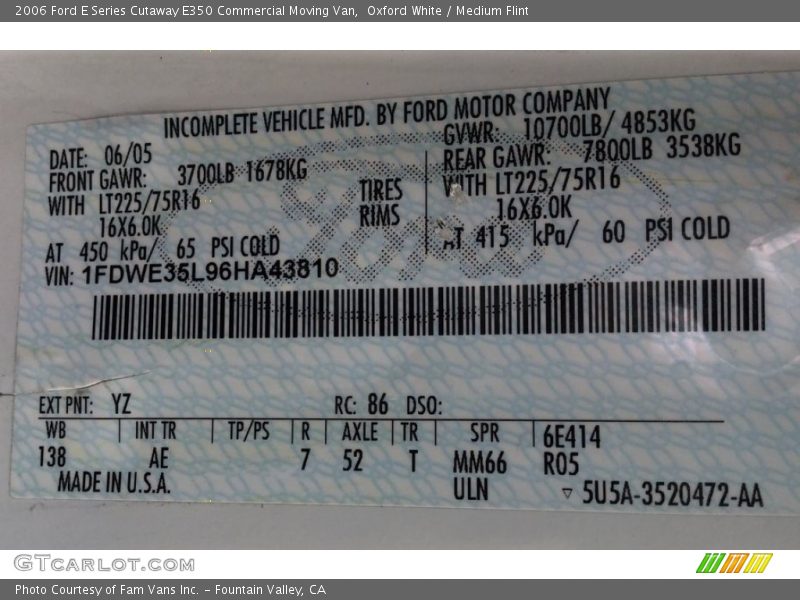 2006 Ford E Series Cutaway E350 Commercial Moving Van, Oxford White / Medium Flint
INCOMPLETE VEHICLE MFD. BY FORD MOTOR COMPANY
DATE: 06/05 GVWR: 10700LB/ 4853KG
FRONT GAWR: 3700LB 1678KG REAR GAWR: 7800LB 3538KG
WITH LT225/75R16 TIRES WITH LT225/75R16
16X6.0K RIMS 16X6.0K
AT 450 kPa/ 65 PSI COLD AT 415 kPa/ 60 PSI COLD
VIN: 1FDWE35L96HA43810
Ford
EXT PNT: YZ RC: 86 DSO:
WB INT TR TP/PS R AXLE TR SPR 6E414
138 AE 7 52 T MM66 R05
MADE IN U.S.A. ULN ▽ 5U5A-3520472-AA
GTCARLOT.COM
Photo Courtesy of Fam Vans Inc. - Fountain Valley, CA